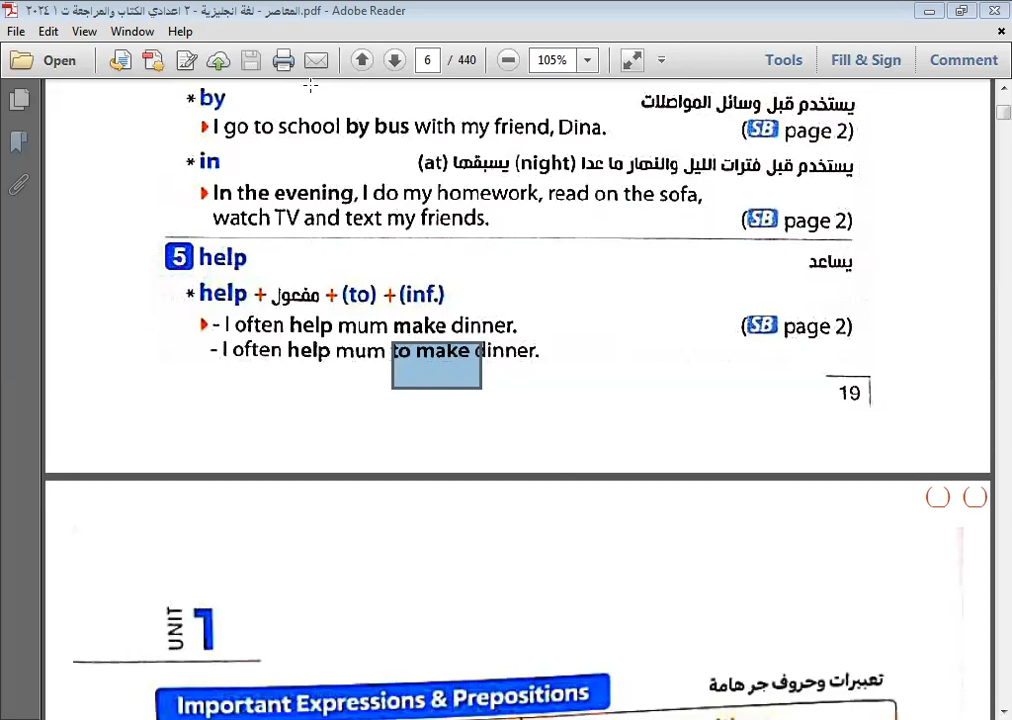 المعاصر - لغة انجليزية - ٢ اعدادي الكتاب والمراجعة ت ١ ٢٠٢٤.pdf - Adobe Reader
File Edit View Window Help
Open 6 / 440 105% Tools Fill & Sign Comment
* by يستخدم قبل وسائل المواصلات
I go to school by bus with my friend, Dina. (SB page 2)
* in يستخدم قبل فترات الليل والنهار ما عدا (night) يسبقها (at)
In the evening, I do my homework, read on the sofa,
watch TV and text my friends. (SB page 2)
5 help يساعد
* help + مفعول + (to) + (inf.)
- I often help mum make dinner. (SB page 2)
- I often help mum to make dinner.
19
( ) ( )
UNIT 1
Important Expressions & Prepositions تعبيرات وحروف جر هامة